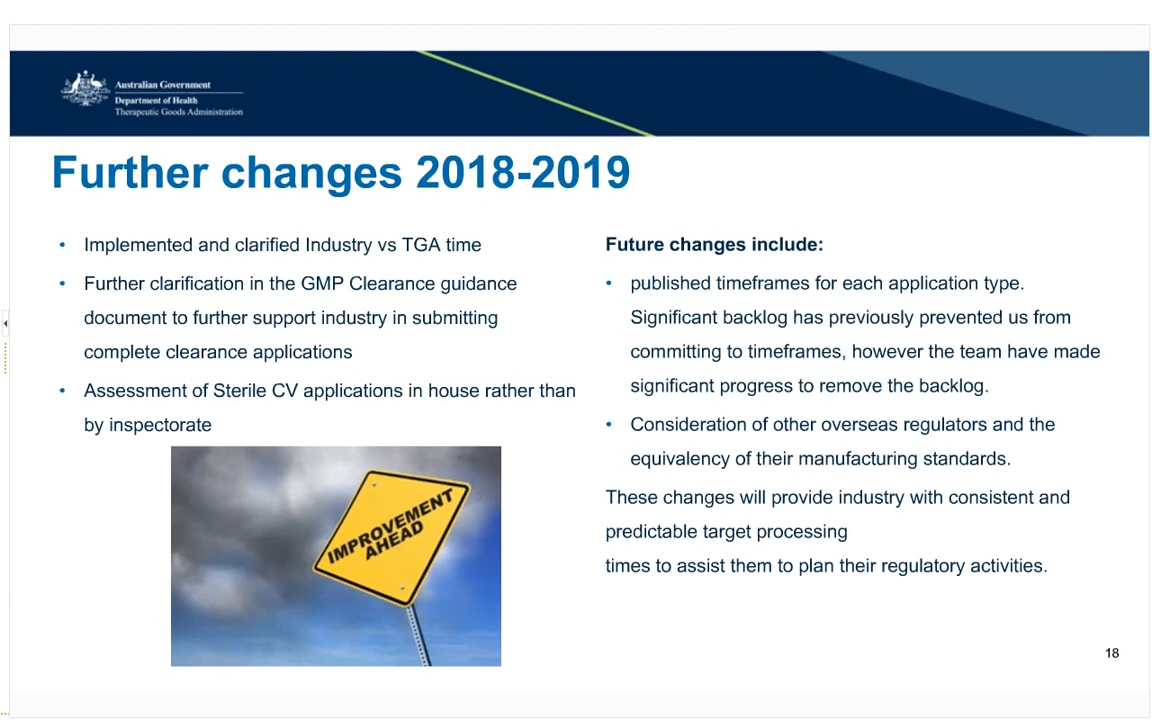 Australian Government
Department of Health
Therapeutic Goods Administration
Further changes 2018-2019
• Implemented and clarified Industry vs TGA time
• Further clarification in the GMP Clearance guidance
document to further support industry in submitting
complete clearance applications
• Assessment of Sterile CV applications in house rather than
by inspectorate
IMPROVEMENT
AHEAD
Future changes include:
• published timeframes for each application type.
Significant backlog has previously prevented us from
committing to timeframes, however the team have made
significant progress to remove the backlog.
• Consideration of other overseas regulators and the
equivalency of their manufacturing standards.
These changes will provide industry with consistent and
predictable target processing
times to assist them to plan their regulatory activities.
18